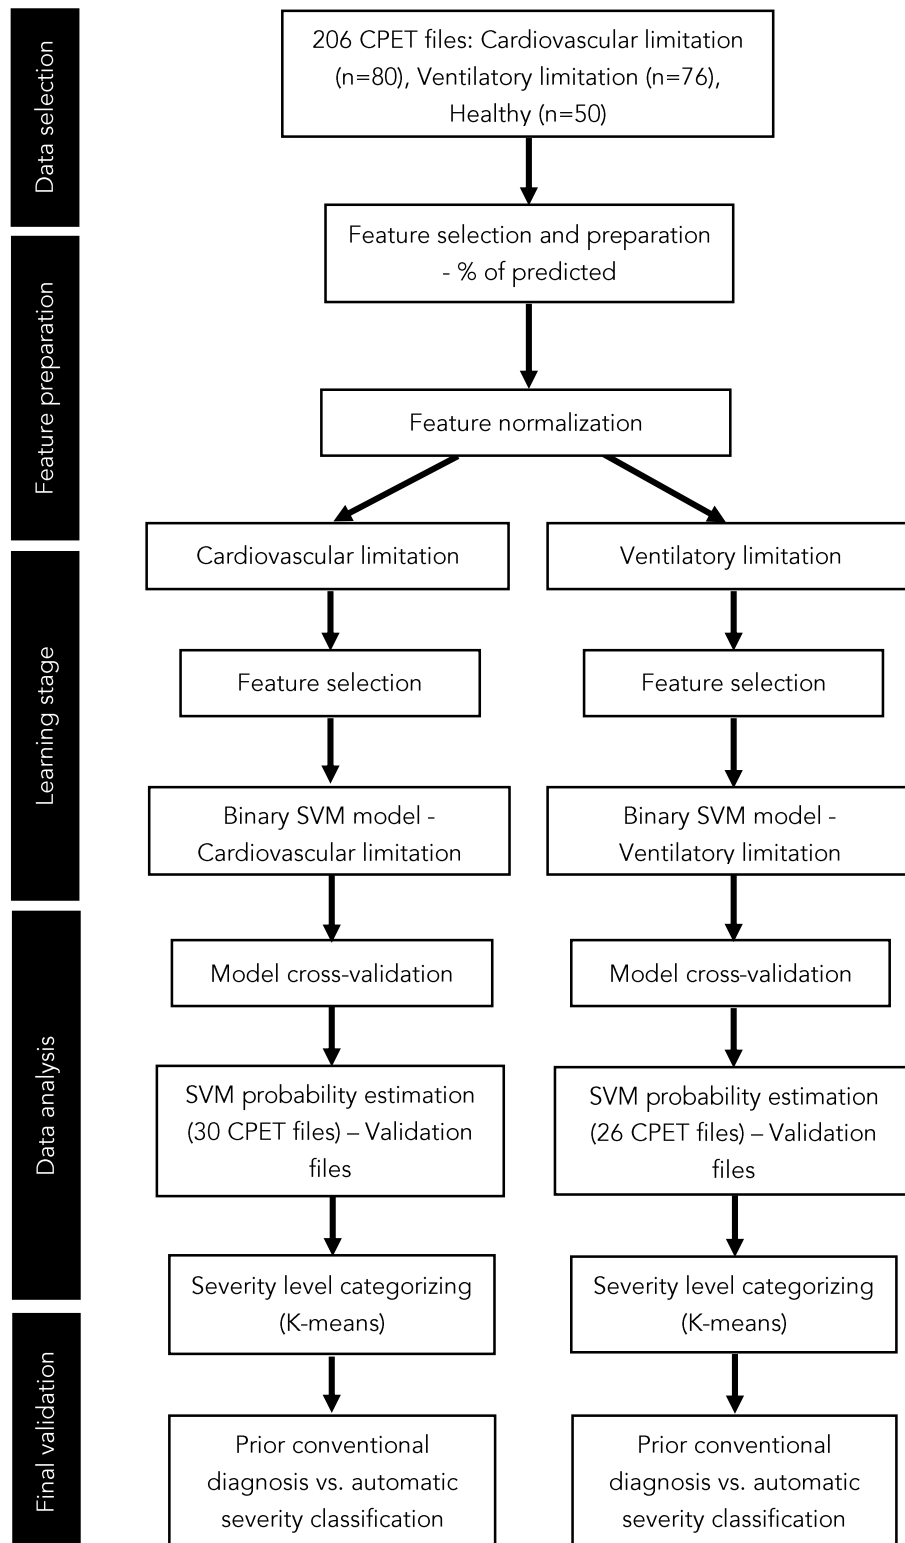 Data selection
206 CPET files: Cardiovascular limitation
(n=80), Ventilatory limitation (n=76),
Healthy (n=50)
Feature preparation
Feature selection and preparation
- % of predicted
Feature normalization
Learning stage
Cardiovascular limitation
Ventilatory limitation
Feature selection
Feature selection
Binary SVM model -
Cardiovascular limitation
Binary SVM model -
Ventilatory limitation
Data analysis
Model cross-validation
Model cross-validation
SVM probability estimation
(30 CPET files) – Validation
files
SVM probability estimation
(26 CPET files) – Validation
files
Severity level categorizing
(K-means)
Severity level categorizing
(K-means)
Final validation
Prior conventional
diagnosis vs. automatic
severity classification
Prior conventional
diagnosis vs. automatic
severity classification